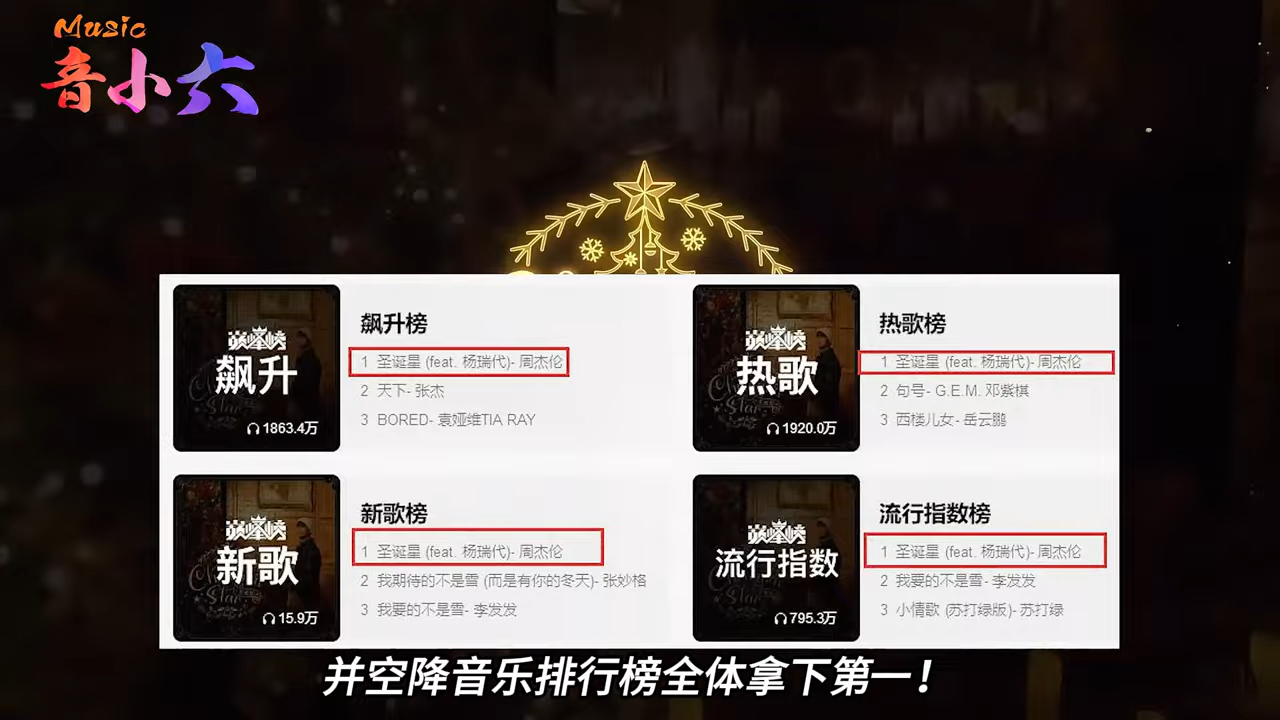 Music
音小六
巅峰榜
飙升
1863.4万
飙升榜
1 圣诞星 (feat. 杨瑞代)- 周杰伦
2 天下- 张杰
3 BORED- 袁娅维TIA RAY
巅峰榜
热歌
1920.0万
热歌榜
1 圣诞星 (feat. 杨瑞代)- 周杰伦
2 句号- G.E.M. 邓紫棋
3 西楼儿女- 岳云鹏
巅峰榜
新歌
15.9万
新歌榜
1 圣诞星 (feat. 杨瑞代)- 周杰伦
2 我期待的不是雪 (而是有你的冬天)- 张妙格
3 我要的不是雪- 李发发
巅峰榜
流行指数
795.3万
流行指数榜
1 圣诞星 (feat. 杨瑞代)- 周杰伦
2 我要的不是雪- 李发发
3 小情歌 (苏打绿版)- 苏打绿
并空降音乐排行榜全体拿下第一！